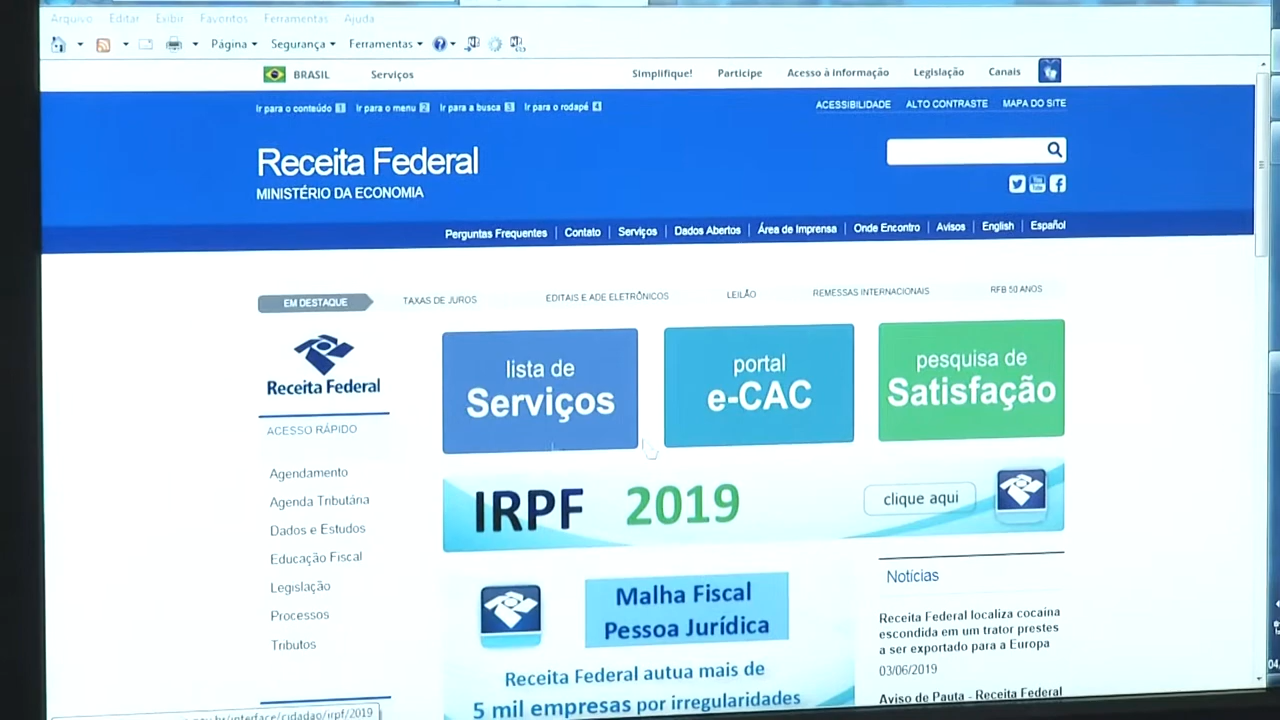 Arquivo Editar Exibir Favoritos Ferramentas Ajuda
Página Segurança Ferramentas
BRASIL Serviços Simplifique! Participe Acesso à informação Legislação Canais
Ir para o conteúdo 1 Ir para o menu 2 Ir para a busca 3 Ir para o rodapé 4 ACESSIBILIDADE ALTO CONTRASTE MAPA DO SITE
Receita Federal
MINISTÉRIO DA ECONOMIA
Perguntas Frequentes Contato Serviços Dados Abertos Área de Imprensa Onde Encontro Avisos English Español
EM DESTAQUE TAXAS DE JUROS EDITAIS E ADE ELETRÔNICOS LEILÃO REMESSAS INTERNACIONAIS RFB 50 ANOS
Receita Federal
ACESSO RÁPIDO
Agendamento
Agenda Tributária
Dados e Estudos
Educação Fiscal
Legislação
Processos
Tributos
lista de
Serviços
portal
e-CAC
pesquisa de
Satisfação
IRPF 2019 clique aqui
Malha Fiscal
Pessoa Jurídica
Receita Federal autua mais de
5 mil empresas por irregularidades
Notícias
Receita Federal localiza cocaína
escondida em um trator prestes
a ser exportado para a Europa
03/06/2019
Aviso de Pauta - Receita Federal
/interface/cidadao/irpf/2019